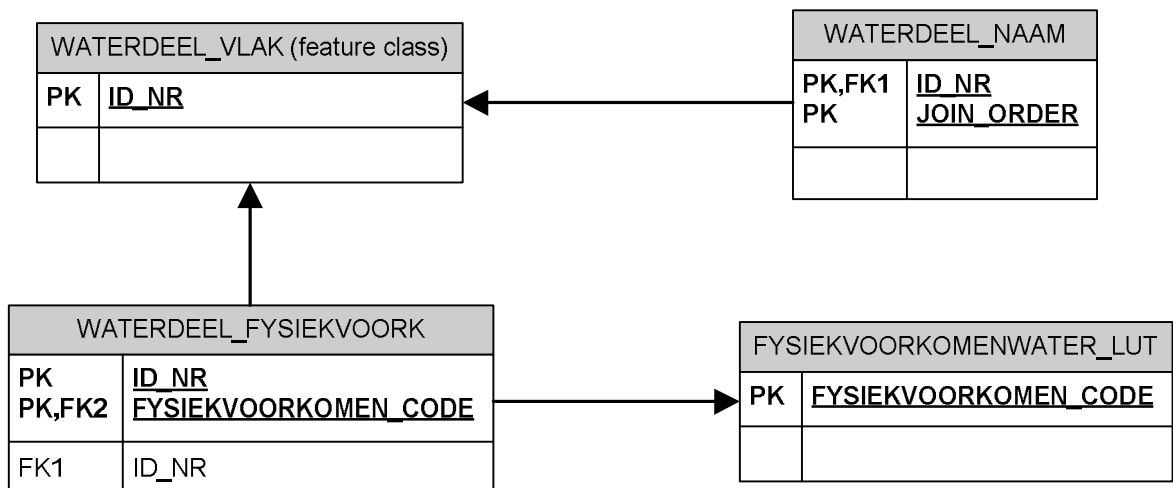 WATERDEEL_VLAK (feature class)
PK ID_NR
WATERDEEL_NAAM
PK,FK1 ID_NR
PK JOIN_ORDER
WATERDEEL_FYSIEKVOORK
PK ID_NR
PK,FK2 FYSIEKVOORKOMEN_CODE
FK1 ID_NR
FYSIEKVOORKOMENWATER_LUT
PK FYSIEKVOORKOMEN_CODE